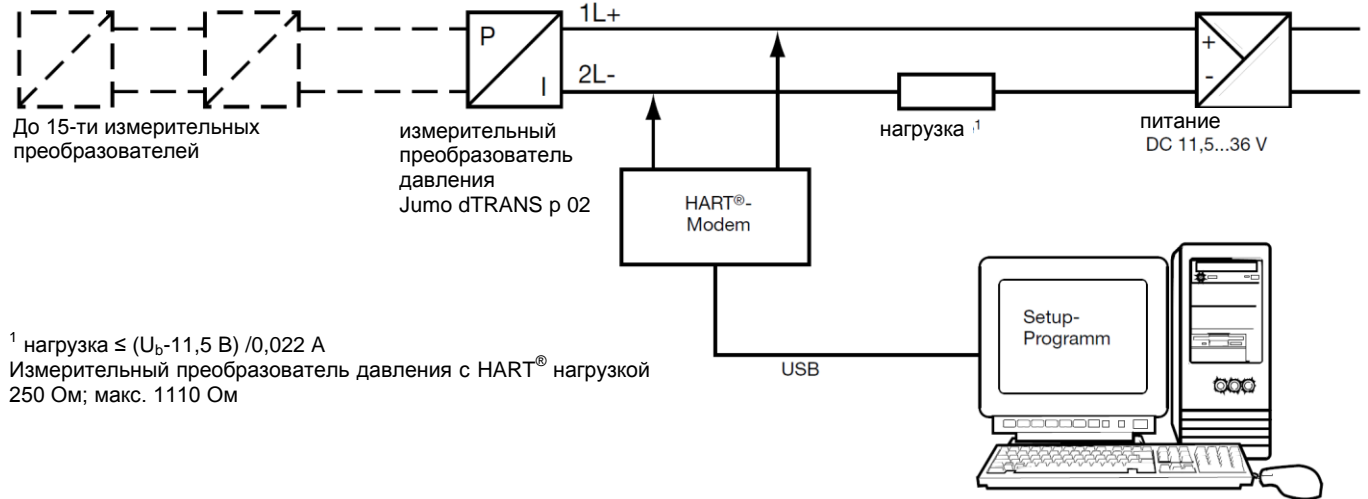 1L+
P
I
2L-
+
-
До 15-ти измерительных
преобразователей
измерительный
преобразователь
давления
Jumo dTRANS p 02
нагрузка ¹
питание
DC 11,5...36 V
HART®-
Modem
Setup-
Programm
USB
¹ нагрузка ≤ (Ub-11,5 В) /0,022 А
Измерительный преобразователь давления с HART® нагрузкой
250 Ом; макс. 1110 Ом